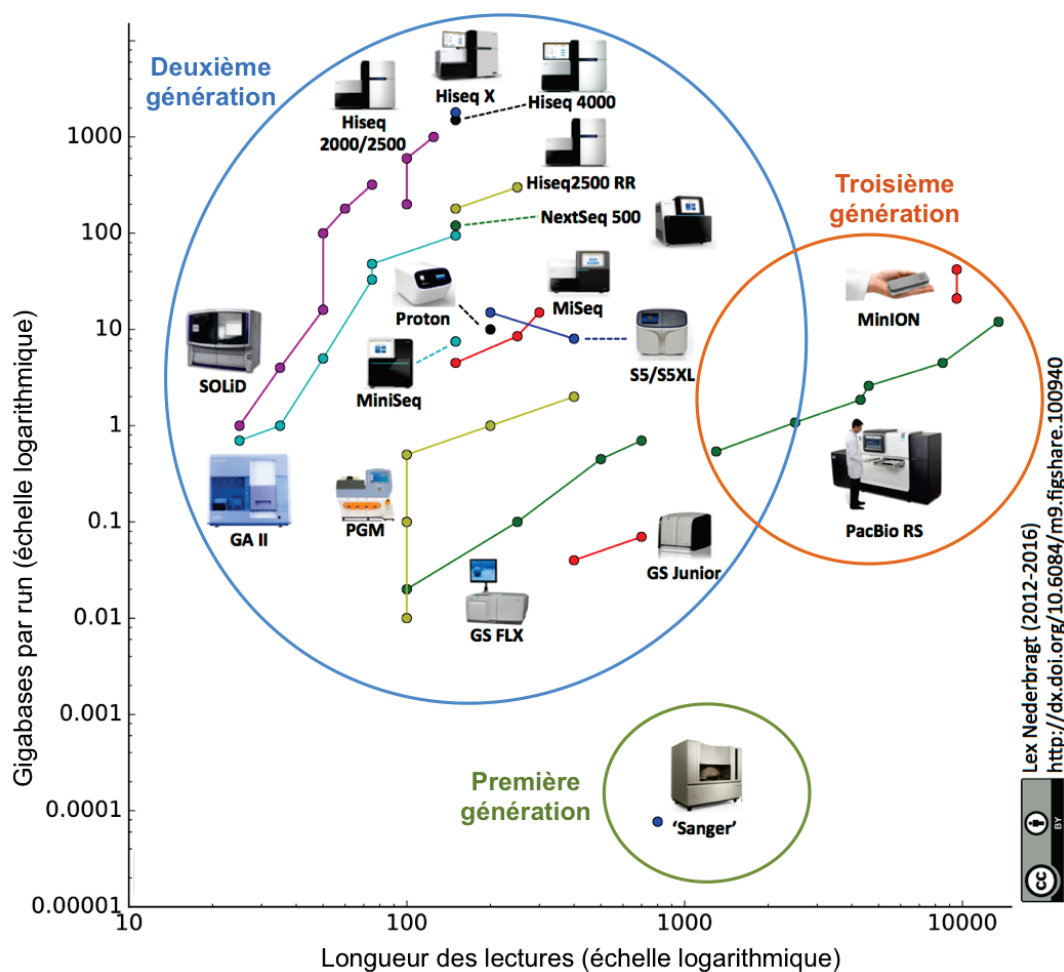 Deuxième
génération
Hiseq X
Hiseq 4000
Hiseq
2000/2500
Hiseq2500 RR
NextSeq 500
Troisième
génération
MiSeq
MinION
Proton
SOLiD
MiniSeq
S5/S5XL
GA II
PGM
PacBio RS
GS Junior
GS FLX
Première
génération
'Sanger'
1000
100
10
1
0.1
0.01
0.001
0.0001
0.00001
10
100
1000
10000
Gigabases par run (échelle logarithmique)
Longueur des lectures (échelle logarithmique)
Lex Nederbragt (2012-2016)
http://dx.doi.org/10.6084/m9.figshare.100940
cc
BY